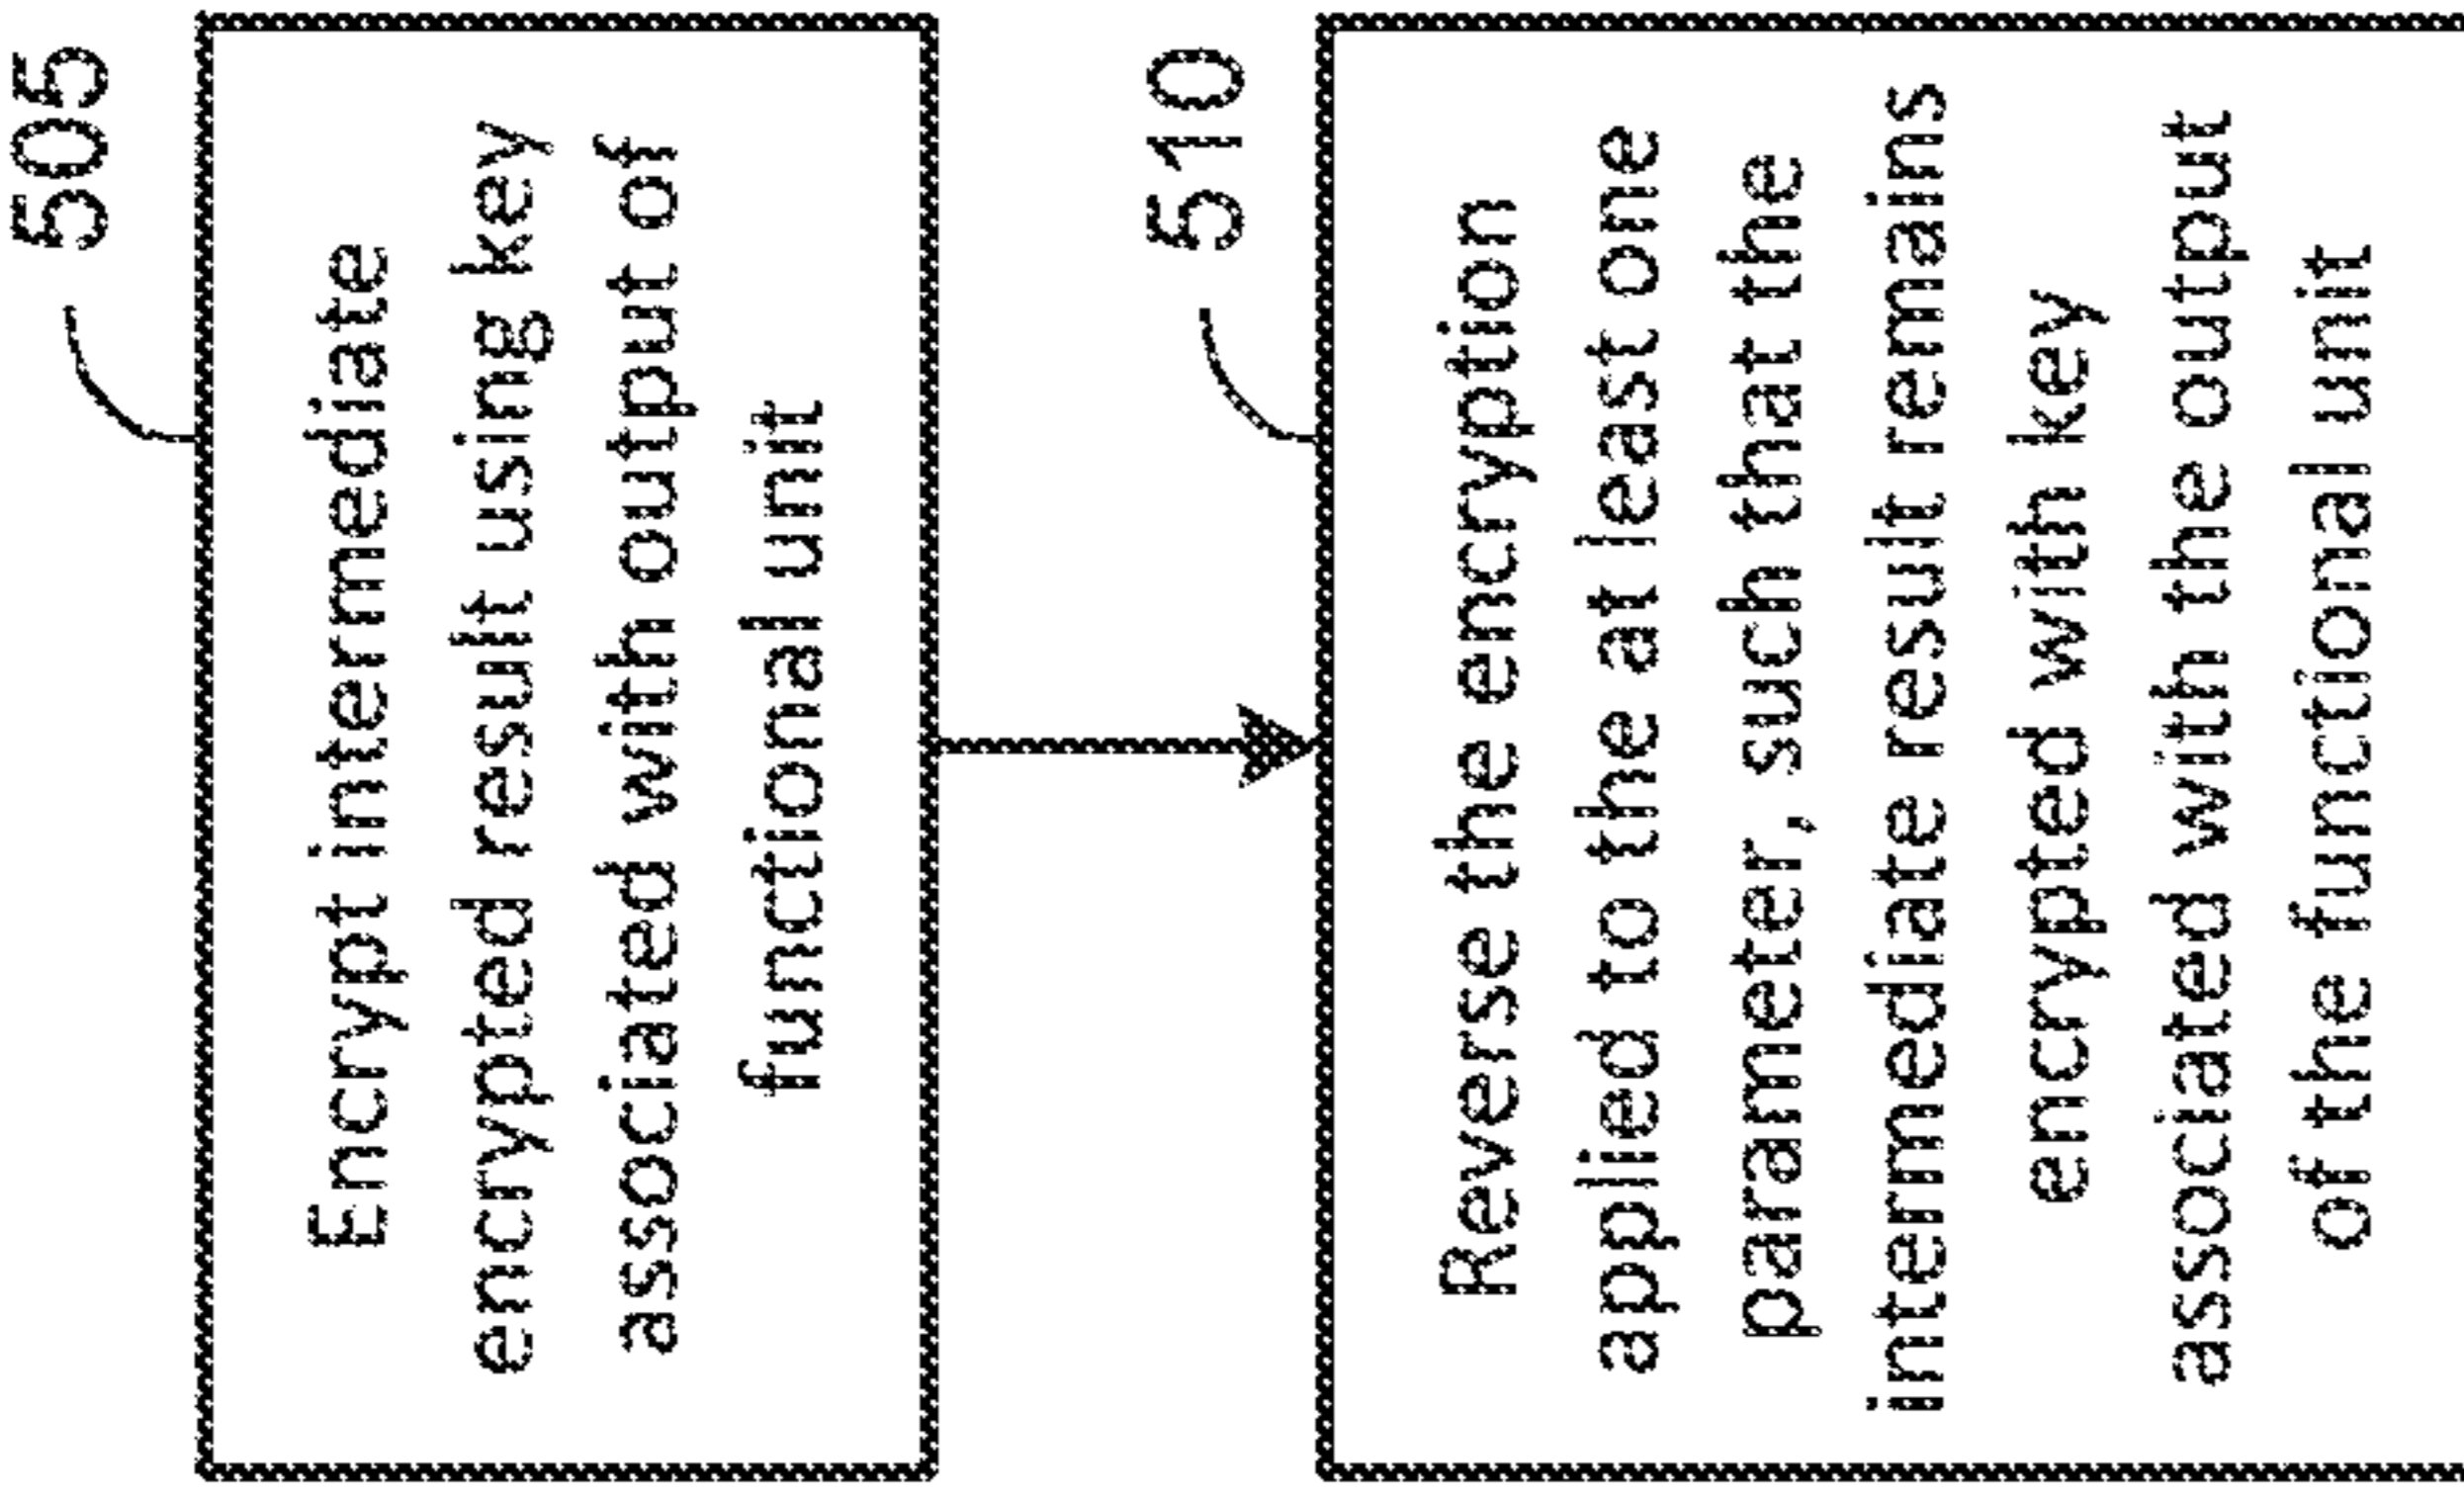 505
Encrypt intermediate
encrypted result using key
associated with output of
functional unit
510
Reverse the encryption
applied to the at least one
parameter, such that the
intermediate result remains
encrypted with key
associated with the output
of the functional unit